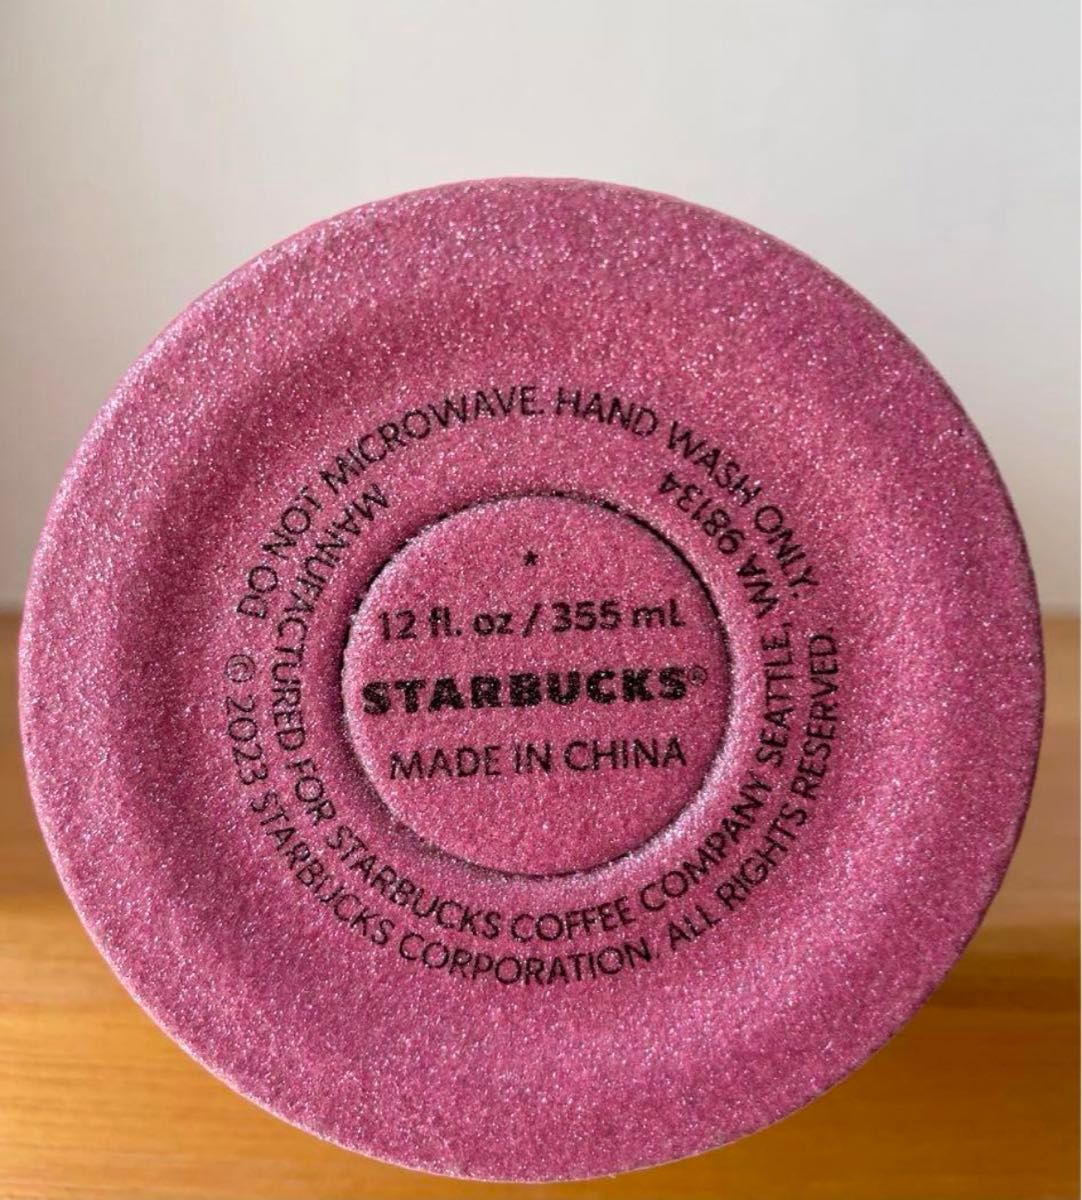 DO NOT MICROWAVE. HAND WASH ONLY.
MANUFACTURED FOR STARBUCKS COFFEE COMPANY SEATTLE, WA 98134
© 2023 STARBUCKS CORPORATION. ALL RIGHTS RESERVED.
*
12 fl. oz / 355 mL
STARBUCKS®
MADE IN CHINA